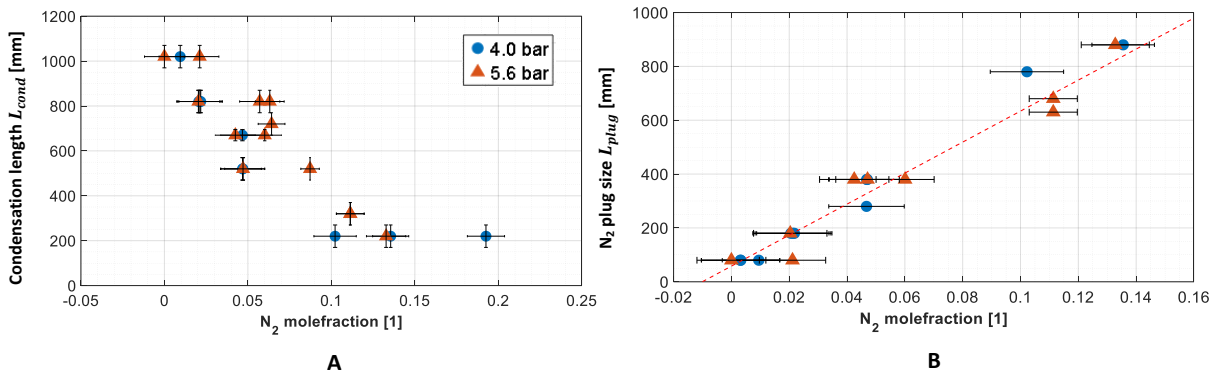 1200
1000
800
600
400
200
0
Condensation length L_cond [mm]
4.0 bar
5.6 bar
-0.05 0 0.05 0.1 0.15 0.2 0.25
N₂ molefraction [1]
A
1000
800
600
400
200
0
N₂ plug size L_plug [mm]
-0.02 0 0.02 0.04 0.06 0.08 0.1 0.12 0.14 0.16
N₂ molefraction [1]
B